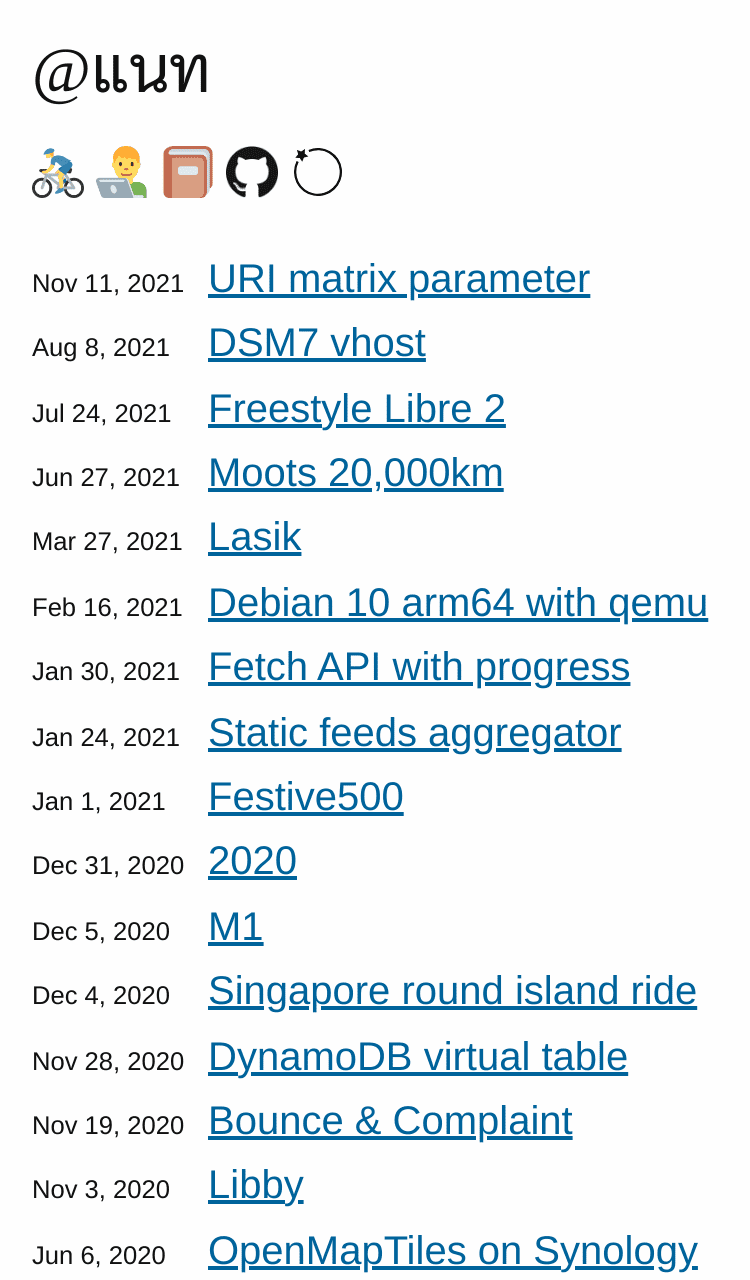 @แนท
Nov 11, 2021 URI matrix parameter
Aug 8, 2021 DSM7 vhost
Jul 24, 2021 Freestyle Libre 2
Jun 27, 2021 Moots 20,000km
Mar 27, 2021 Lasik
Feb 16, 2021 Debian 10 arm64 with qemu
Jan 30, 2021 Fetch API with progress
Jan 24, 2021 Static feeds aggregator
Jan 1, 2021 Festive500
Dec 31, 2020 2020
Dec 5, 2020 M1
Dec 4, 2020 Singapore round island ride
Nov 28, 2020 DynamoDB virtual table
Nov 19, 2020 Bounce & Complaint
Nov 3, 2020 Libby
Jun 6, 2020 OpenMapTiles on Synology